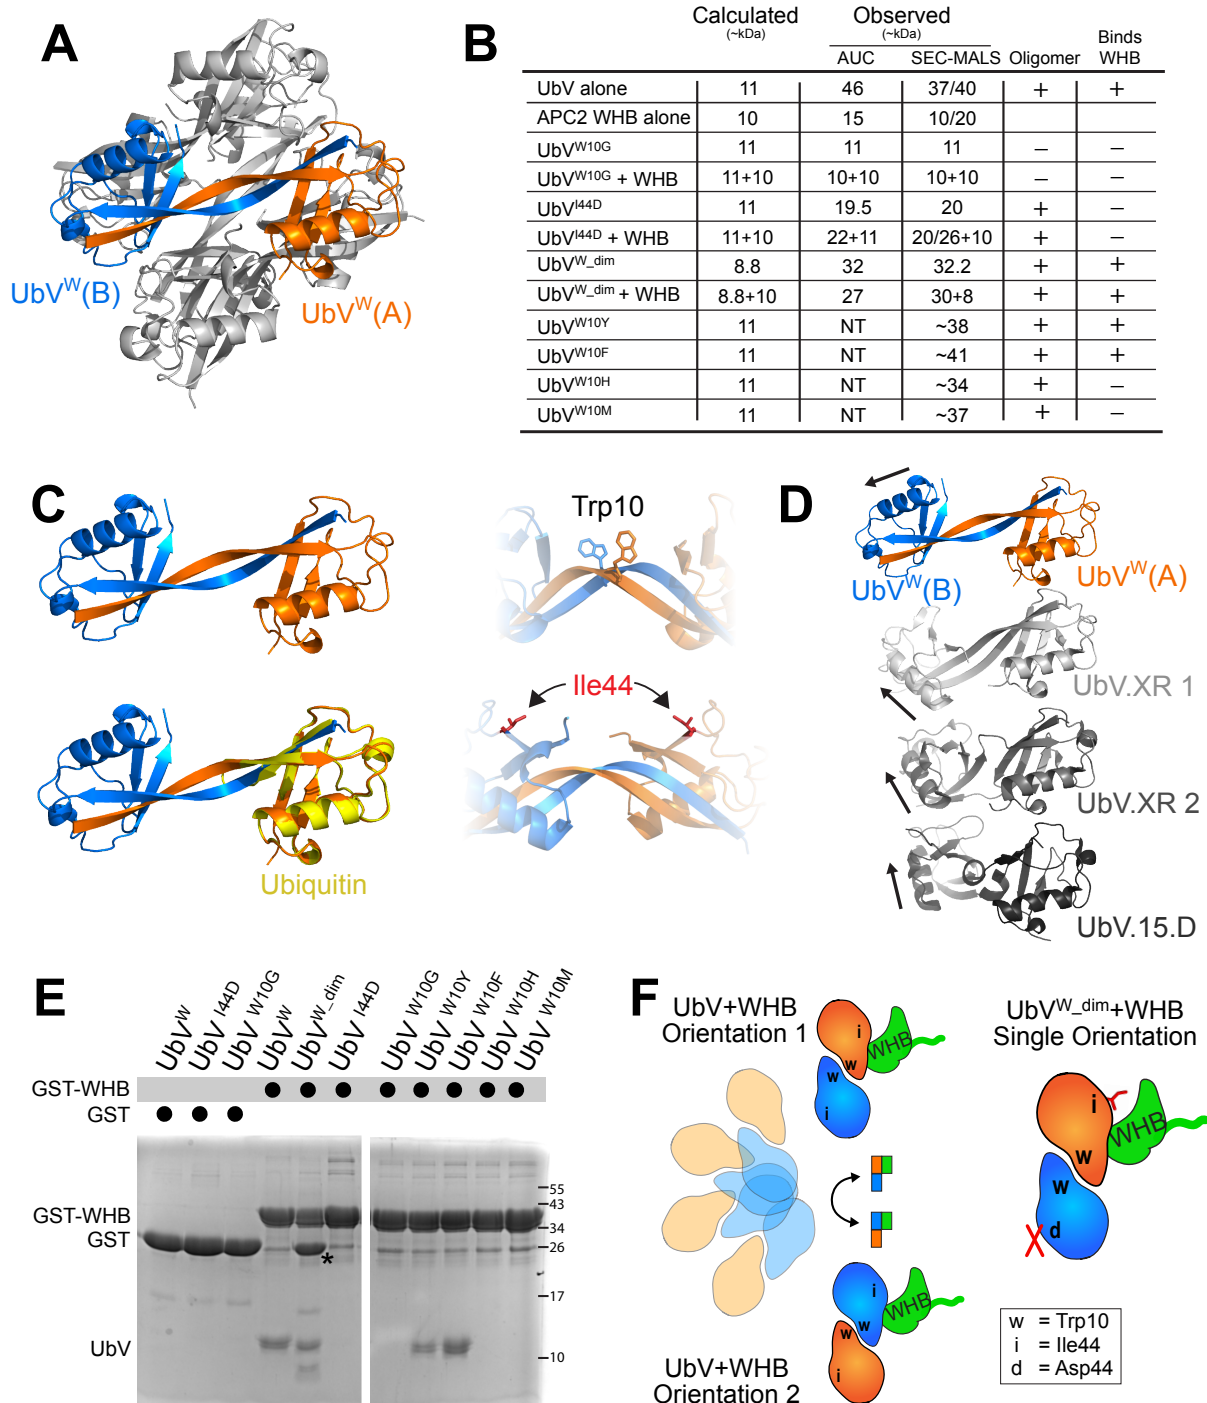 A
UbVᵂ(B)
UbVᵂ(A)
B
Calculated (~kDa) Observed (~kDa)
AUC SEC-MALS Oligomer Binds WHB
UbV alone 11 46 37/40 + +
APC2 WHB alone 10 15 10/20
UbV^W10G 11 11 11 – –
UbV^W10G + WHB 11+10 10+10 10+10 – –
UbV^I44D 11 19.5 20 + –
UbV^I44D + WHB 11+10 22+11 20/26+10 + –
UbV^W_dim 8.8 32 32.2 + +
UbV^W_dim + WHB 8.8+10 27 30+8 + +
UbV^W10Y 11 NT ~38 + +
UbV^W10F 11 NT ~41 + +
UbV^W10H 11 NT ~34 + –
UbV^W10M 11 NT ~37 + –
C
Trp10
Ile44
Ubiquitin
D
UbVᵂ(B)
UbVᵂ(A)
UbV.XR 1
UbV.XR 2
UbV.15.D
E
UbV^W
UbV^I44D
UbV^W10G
UbV^W
UbV^W_dim
UbV^I44D
UbV^W10G
UbV^W10Y
UbV^W10F
UbV^W10H
UbV^W10M
GST-WHB
GST
GST-WHB
GST
UbV
*
55
43
34
26
17
10
F
UbV+WHB
Orientation 1
i
w
WHB
w
i
i
w
w
WHB
i
UbV+WHB
Orientation 2
UbV^W_dim+WHB
Single Orientation
i
WHB
w
w
d
w = Trp10
i = Ile44
d = Asp44